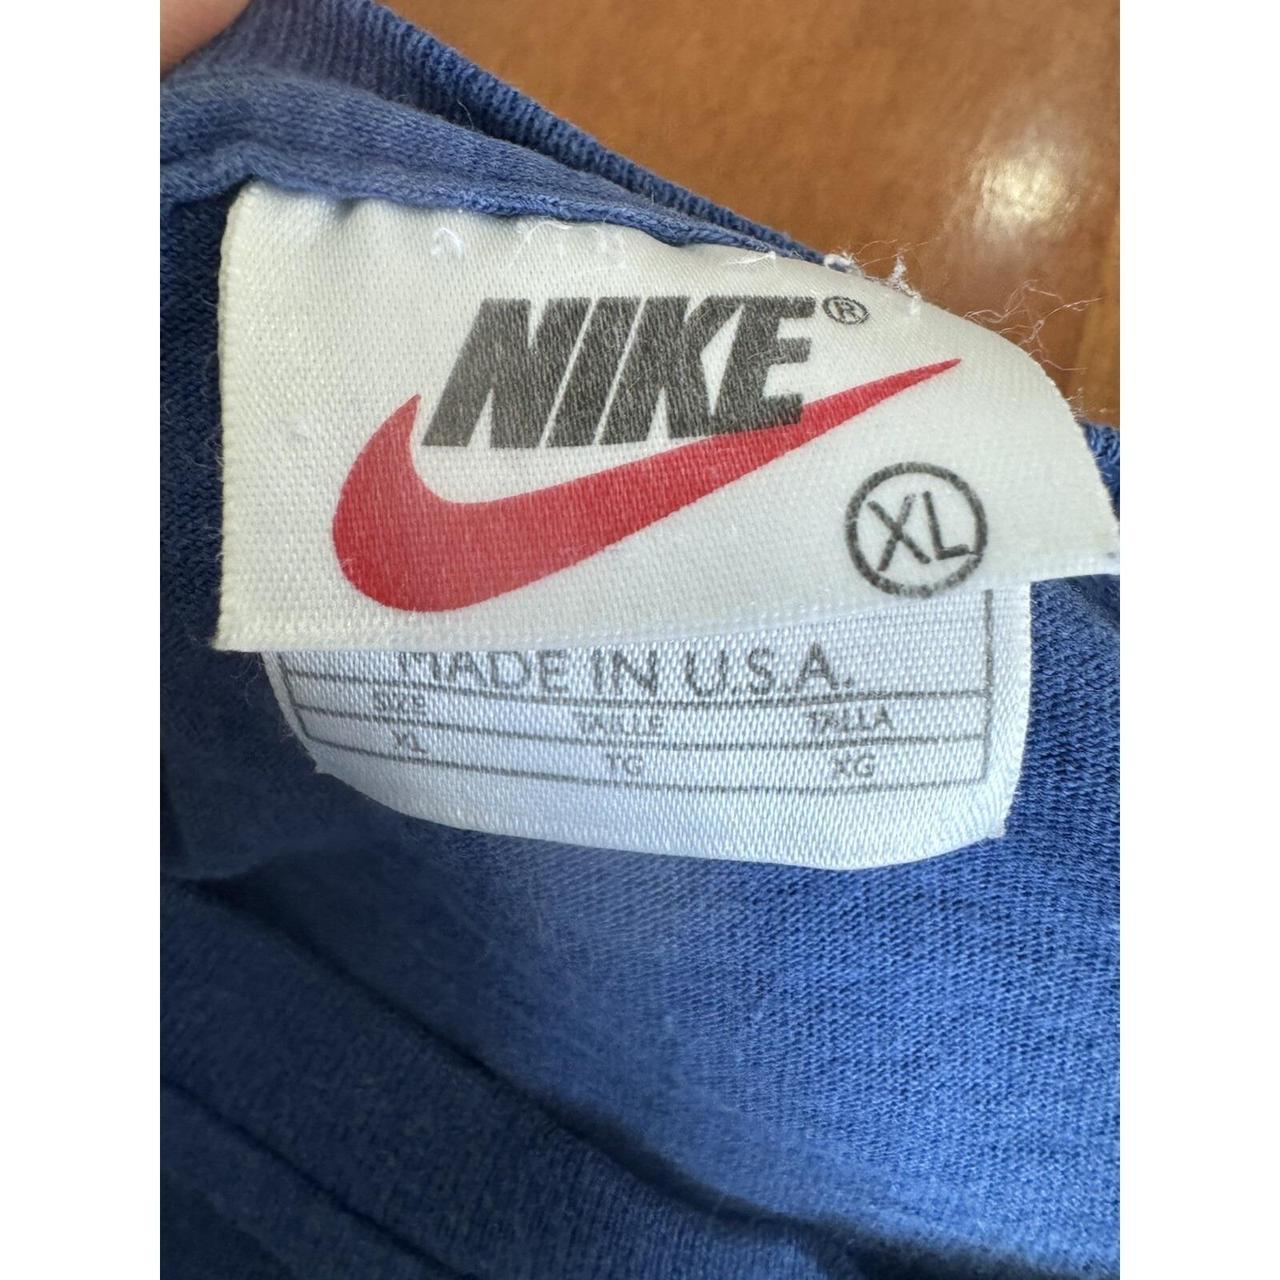 NIKE®
XL
MADE IN U.S.A.
SIZE TAILLE TALLA
XL TG XG